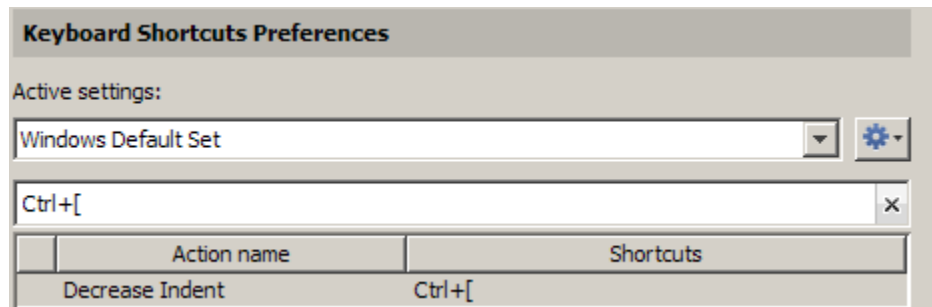 Keyboard Shortcuts Preferences
Active settings:
Windows Default Set
Ctrl+[
Action name Shortcuts
Decrease Indent Ctrl+[